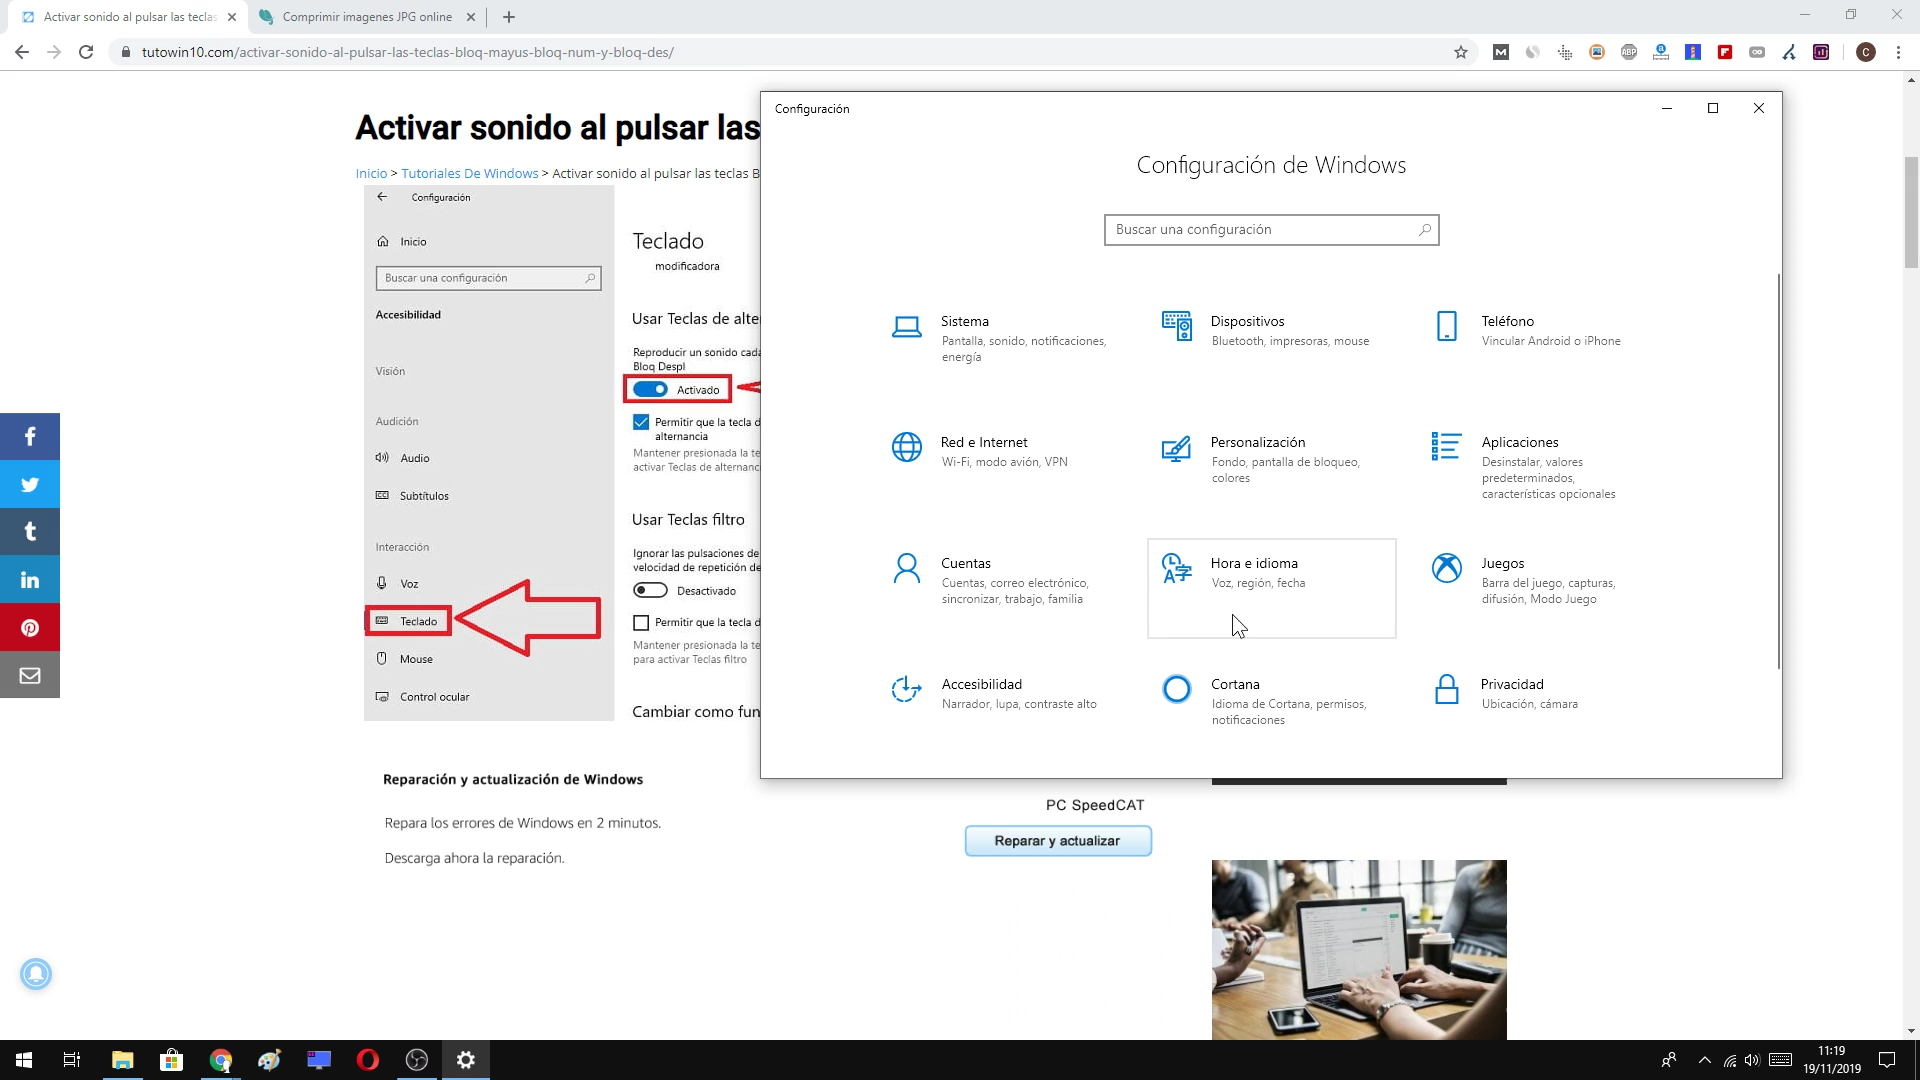 Activar sonido al pulsar las teclas
Comprimir imagenes JPG online
tutowin10.com/activar-sonido-al-pulsar-las-teclas-bloq-mayus-bloq-num-y-bloq-des/
ABP
C
Activar sonido al pulsar las
Inicio > Tutoriales De Windows > Activar sonido al pulsar las teclas B
Configuración
Inicio
Buscar una configuración
Accesibilidad
Visión
Audición
Audio
Subtítulos
Interacción
Voz
Teclado
Mouse
Control ocular
Teclado
modificadora
Usar Teclas de alte
Reproducir un sonido cada
Bloq Despl
Activado
Permitir que la tecla d
alternancia
Mantener presionada la te
activar Teclas de alternanc
Usar Teclas filtro
Ignorar las pulsaciones de
velocidad de repetición de
Desactivado
Permitir que la tecla d
Mantener presionada la te
para activar Teclas filtro
Cambiar como fun
Configuración
Configuración de Windows
Buscar una configuración
Sistema
Pantalla, sonido, notificaciones,
energía
Dispositivos
Bluetooth, impresoras, mouse
Teléfono
Vincular Android o iPhone
Red e Internet
Wi-Fi, modo avión, VPN
Personalización
Fondo, pantalla de bloqueo,
colores
Aplicaciones
Desinstalar, valores
predeterminados,
características opcionales
Cuentas
Cuentas, correo electrónico,
sincronizar, trabajo, familia
Hora e idioma
Voz, región, fecha
Juegos
Barra del juego, capturas,
difusión, Modo Juego
Accesibilidad
Narrador, lupa, contraste alto
Cortana
Idioma de Cortana, permisos,
notificaciones
Privacidad
Ubicación, cámara
Reparación y actualización de Windows
Repara los errores de Windows en 2 minutos.
Descarga ahora la reparación.
PC SpeedCAT
Reparar y actualizar
11:19
19/11/2019